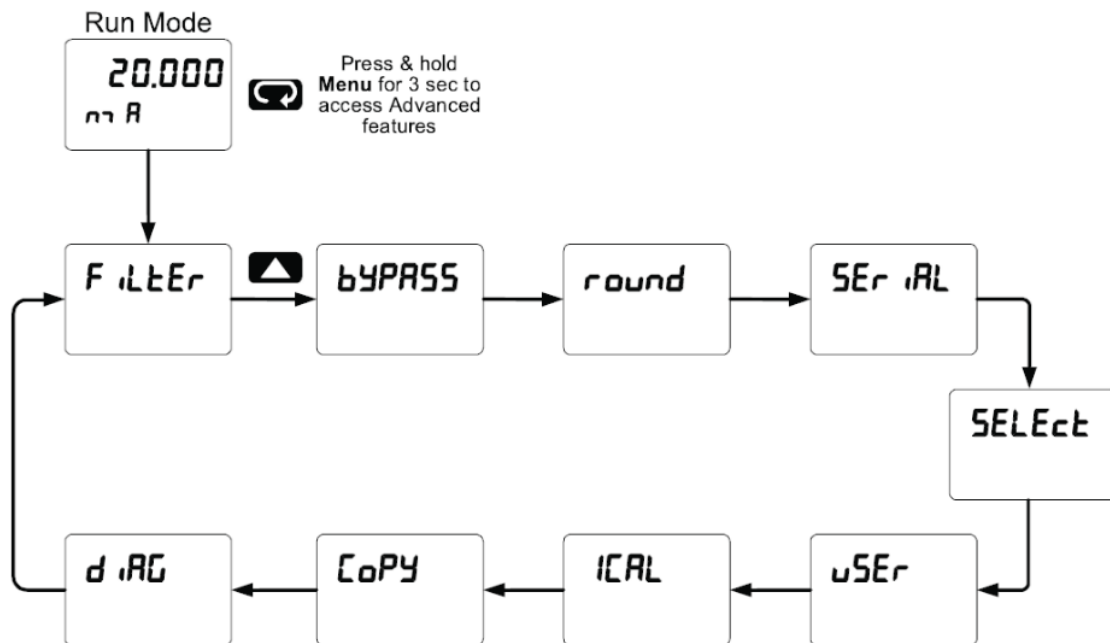 Run Mode
20.000
mA
Press & hold
Menu for 3 sec to
access Advanced
features
FiLtEr
bYPASS
round
SEriAL
SELEct
uSEr
ICAL
CoPY
diAG